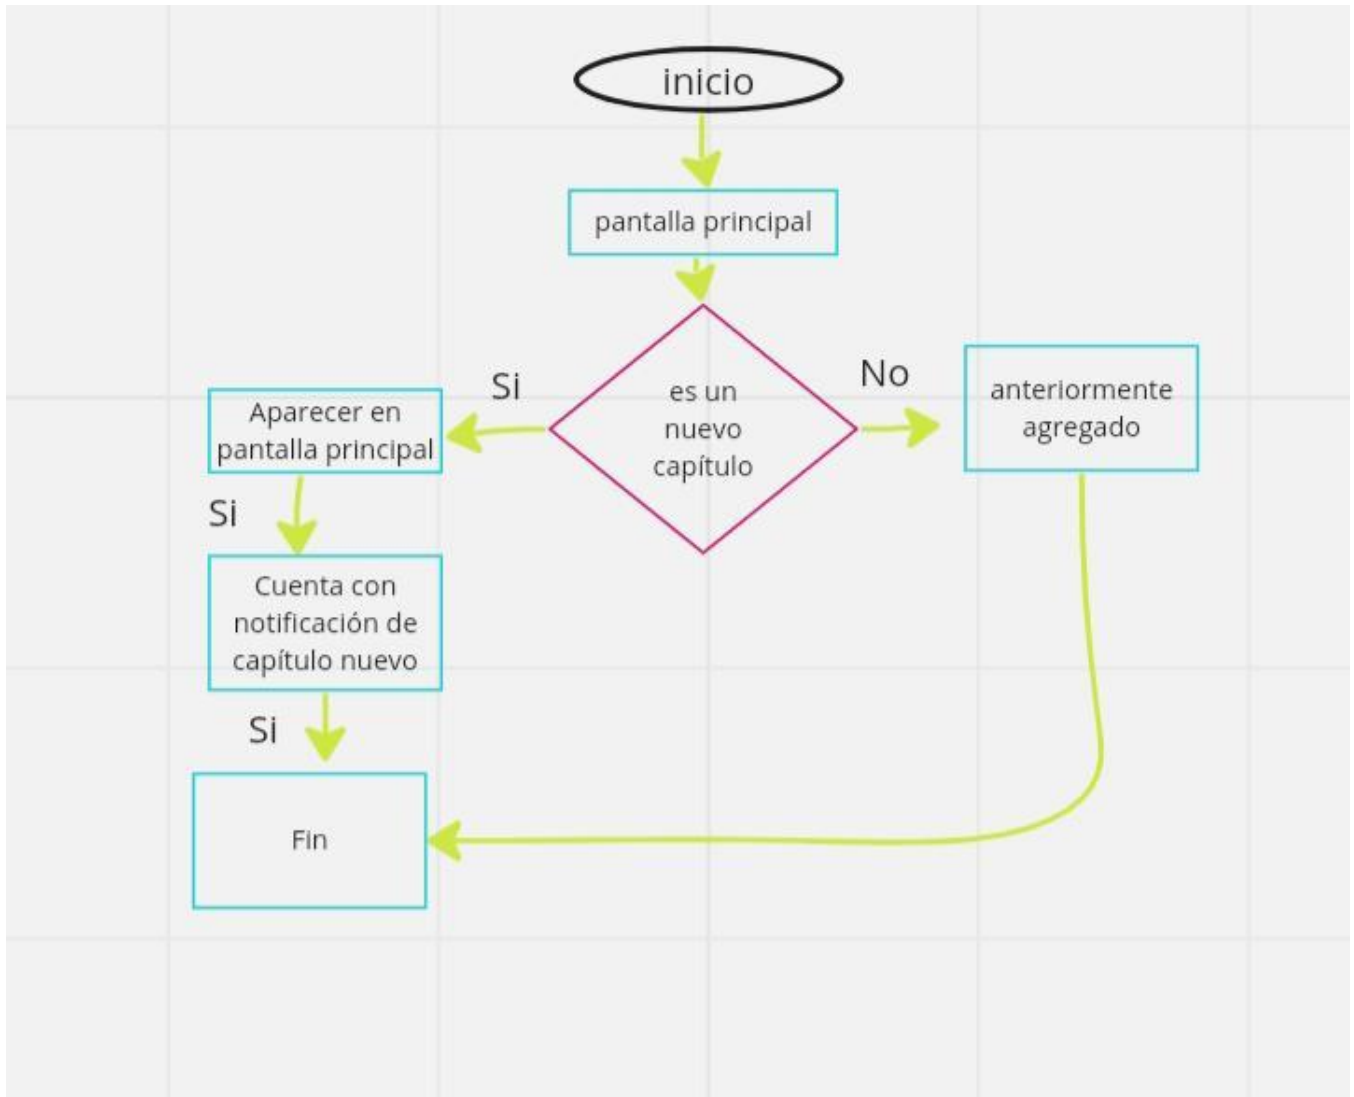 inicio
pantalla principal
es un
nuevo
capítulo
Si
No
Aparecer en
pantalla principal
anteriormente
agregado
Si
Cuenta con
notificación de
capítulo nuevo
Si
Fin